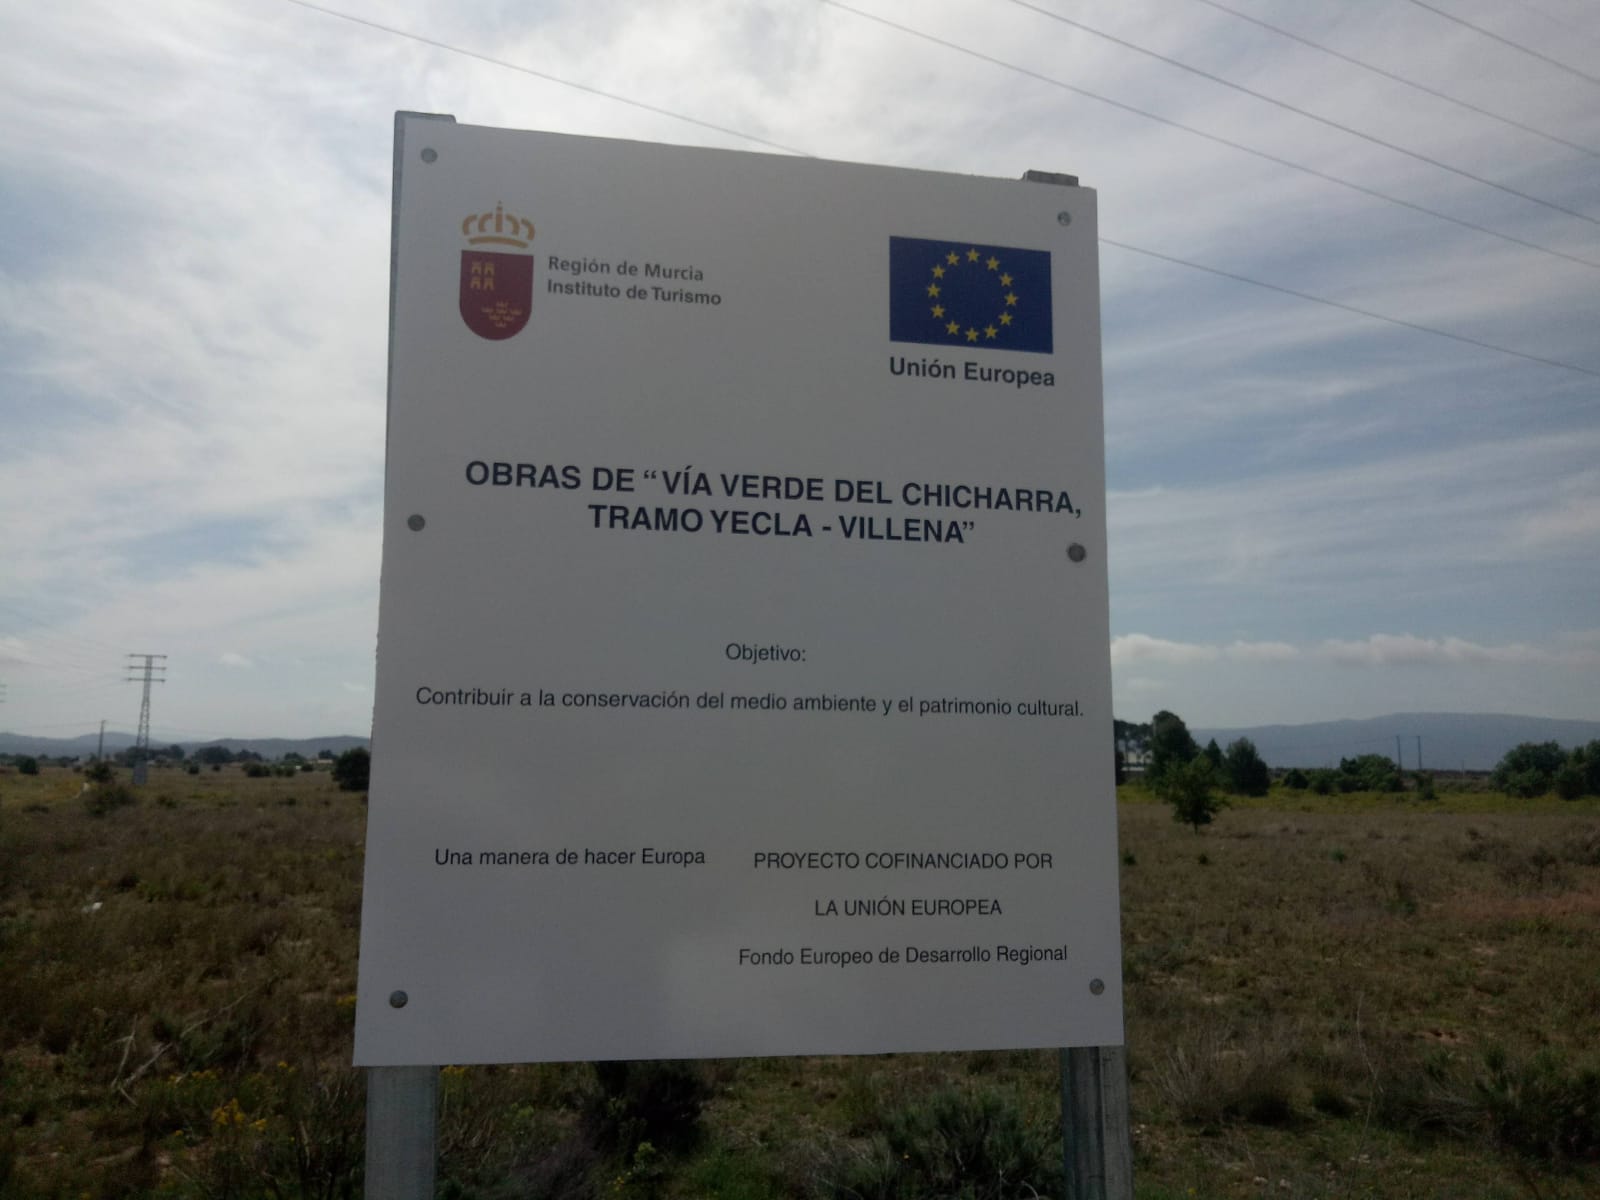 Región de Murcia
Instituto de Turismo
Unión Europea
OBRAS DE “VÍA VERDE DEL CHICHARRA,
TRAMO YECLA - VILLENA”
Objetivo:
Contribuir a la conservación del medio ambiente y el patrimonio cultural.
Una manera de hacer Europa
PROYECTO COFINANCIADO POR
LA UNIÓN EUROPEA
Fondo Europeo de Desarrollo Regional